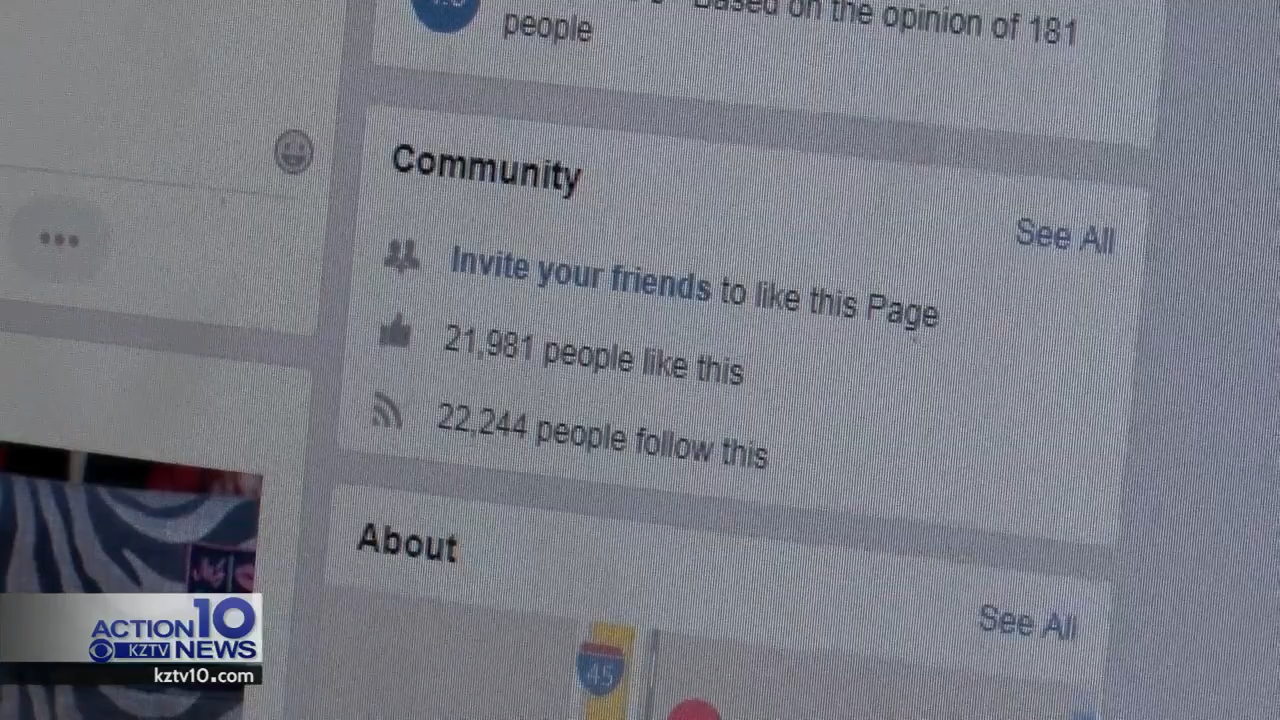 Based on the opinion of 181
people
Community
See All
Invite your friends to like this Page
21,981 people like this
22,244 people follow this
About
See All
45
ACTION 10
KZTV NEWS
kztv10.com